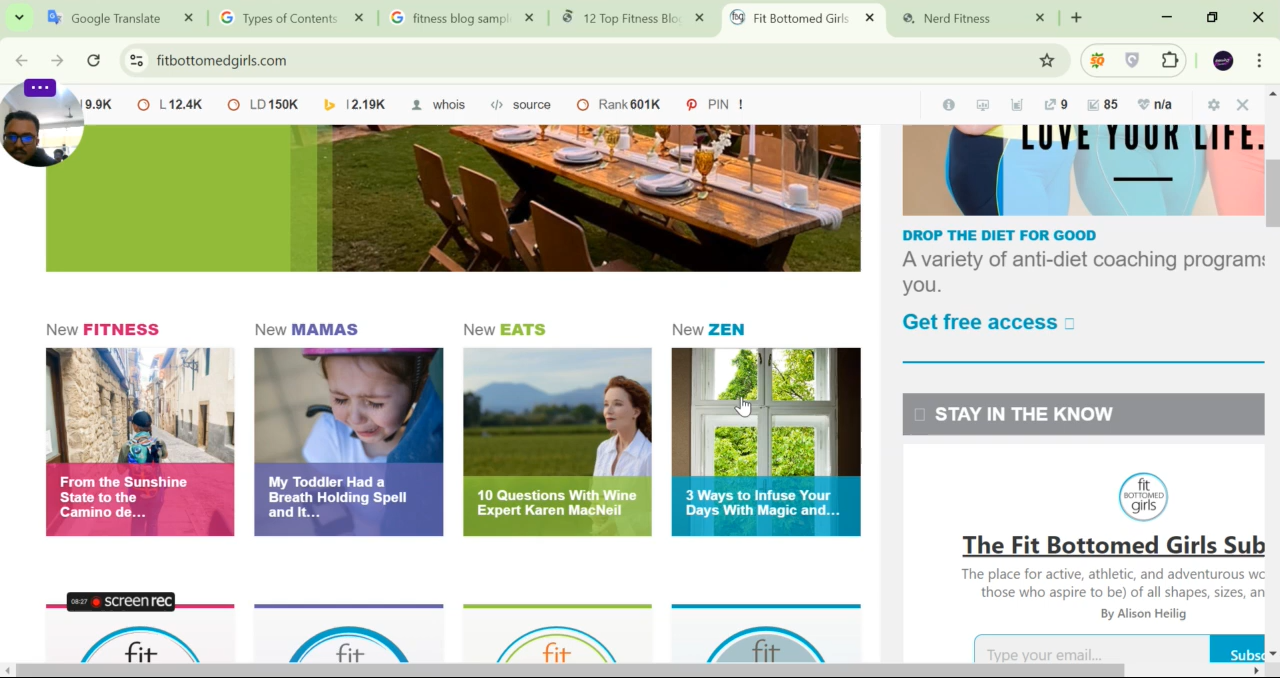 Google Translate
Types of Contents
fitness blog sampl
12 Top Fitness Blo
Fit Bottomed Girls
Nerd Fitness
fitbottomedgirls.com
9.9K
L 12.4K
LD 150K
I 2.19K
whois
source
Rank 601K
PIN !
9
85
n/a
LOVE YOUR LIFE.
DROP THE DIET FOR GOOD
A variety of anti-diet coaching programs
you.
Get free access
New FITNESS
New MAMAS
New EATS
New ZEN
STAY IN THE KNOW
From the Sunshine
State to the
Camino de...
My Toddler Had a
Breath Holding Spell
and It...
10 Questions With Wine
Expert Karen MacNeil
3 Ways to Infuse Your
Days With Magic and...
fit
BOTTOMED
girls
The Fit Bottomed Girls Sub
The place for active, athletic, and adventurous wo
those who aspire to be) of all shapes, sizes, an
By Alison Heilig
Type your email...
Subsc
08:27 screenrec
fit
fit
fit
fit